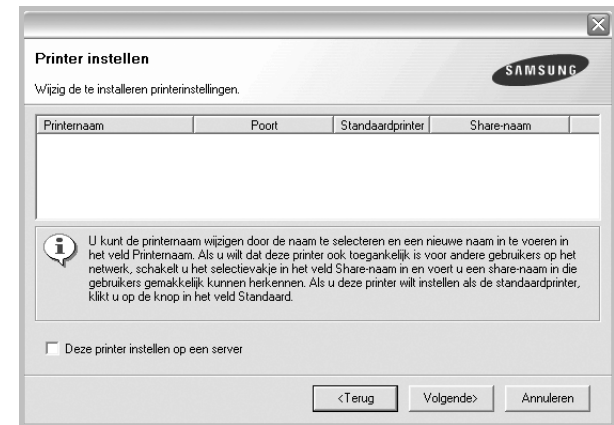 Printer instellen
Wijzig de te installeren printerinstellingen.
SAMSUNG
Printernaam Poort Standaardprinter Share-naam
U kunt de printernaam wijzigen door de naam te selecteren en een nieuwe naam in te voeren in
het veld Printernaam. Als u wilt dat deze printer ook toegankelijk is voor andere gebruikers op het
netwerk, schakelt u het selectievakje in het veld Share-naam in en voert u een share-naam in die
gebruikers gemakkelijk kunnen herkennen. Als u deze printer wilt instellen als de standaardprinter,
klikt u op de knop in het veld Standaard.
Deze printer instellen op een server
<Terug Volgende> Annuleren